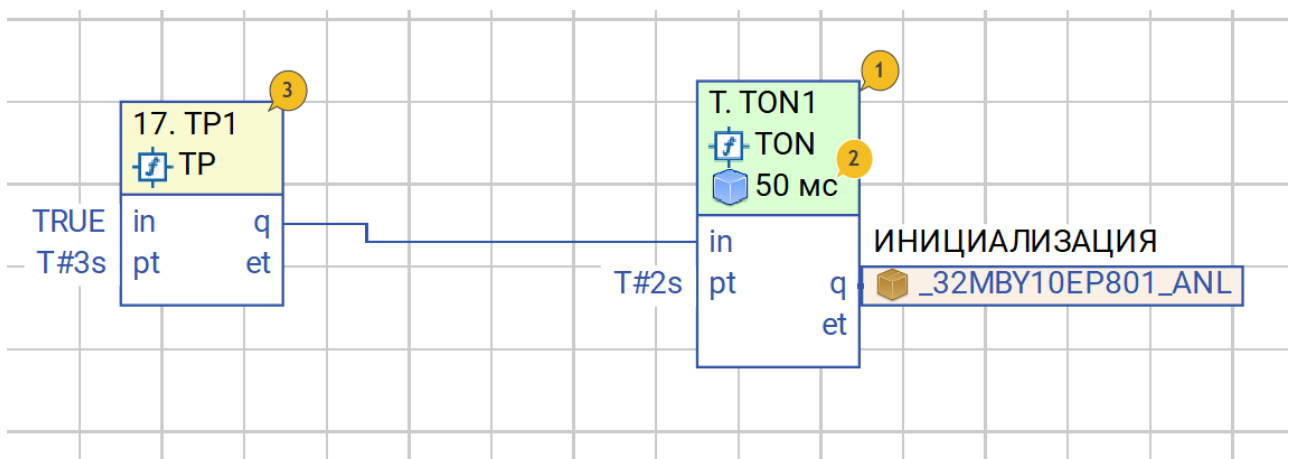 3
17. TP1
TP
TRUE
in
q
T#3s
pt
et
1
T. TON1
TON
2
50 мс
in
T#2s
pt
q
et
ИНИЦИАЛИЗАЦИЯ
_32MBY10EP801_ANL